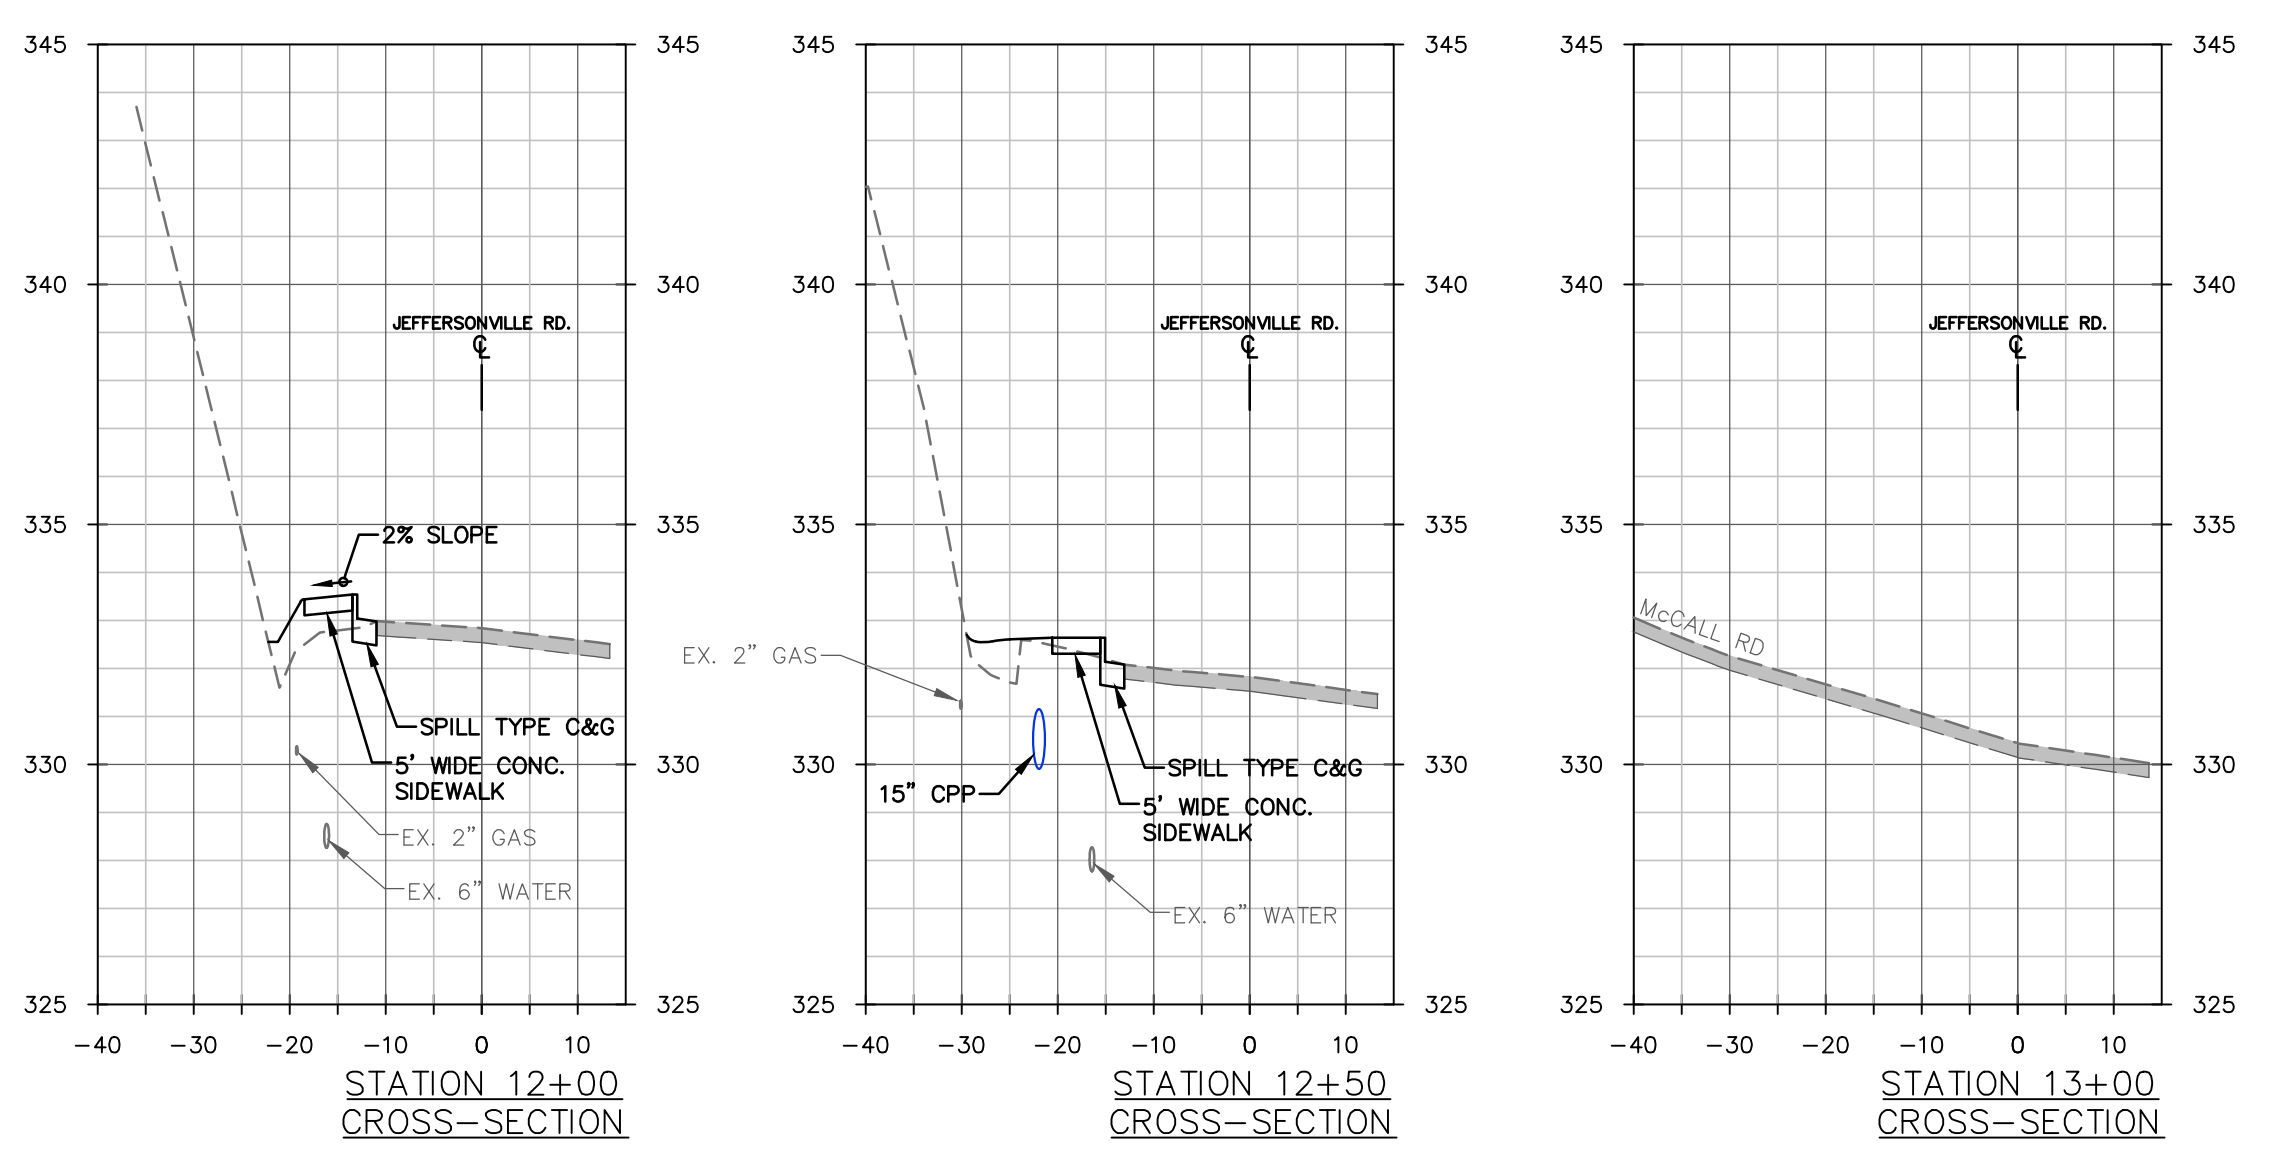 345 345 345 345 345 345
JEFFERSONVILLE RD. JEFFERSONVILLE RD. JEFFERSONVILLE RD.
340 340 340 340 340 340
335 335 335 335 335 335
330 330 330 330 330 330
325 325 325 325 325 325
2% SLOPE
SPILL TYPE C&G
5' WIDE CONC.
SIDEWALK
EX. 2" GAS
EX. 6" WATER
-40 -30 -20 -10 0 10
STATION 12+00
CROSS-SECTION
EX. 2" GAS
15" CPP
SPILL TYPE C&G
5' WIDE CONC.
SIDEWALK
EX. 6" WATER
-40 -30 -20 -10 0 10
STATION 12+50
CROSS-SECTION
McCALL RD
-40 -30 -20 -10 0 10
STATION 13+00
CROSS-SECTION